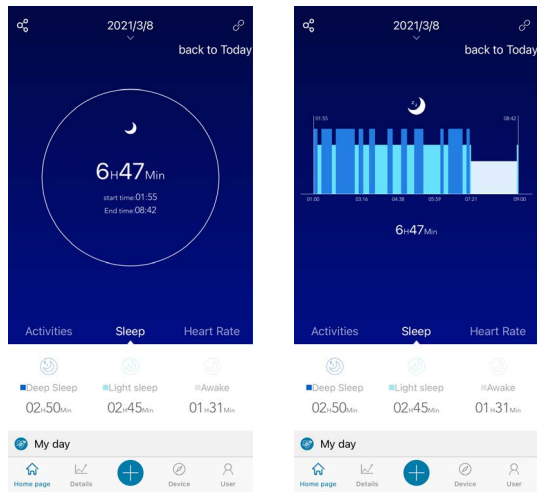 2021/3/8
back to Today
6H47Min
start time:01:55
End time:08:42
Activities Sleep Heart Rate
Deep Sleep Light sleep Awake
02H50Min 02H45Min 01H31Min
My day
Home page Details Device User
2021/3/8
back to Today
01:55 08:42
01:00 03:16 04:38 05:59 07:21 09:00
6H47Min
Activities Sleep Heart Rate
Deep Sleep Light sleep Awake
02H50Min 02H45Min 01H31Min
My day
Home page Details Device User